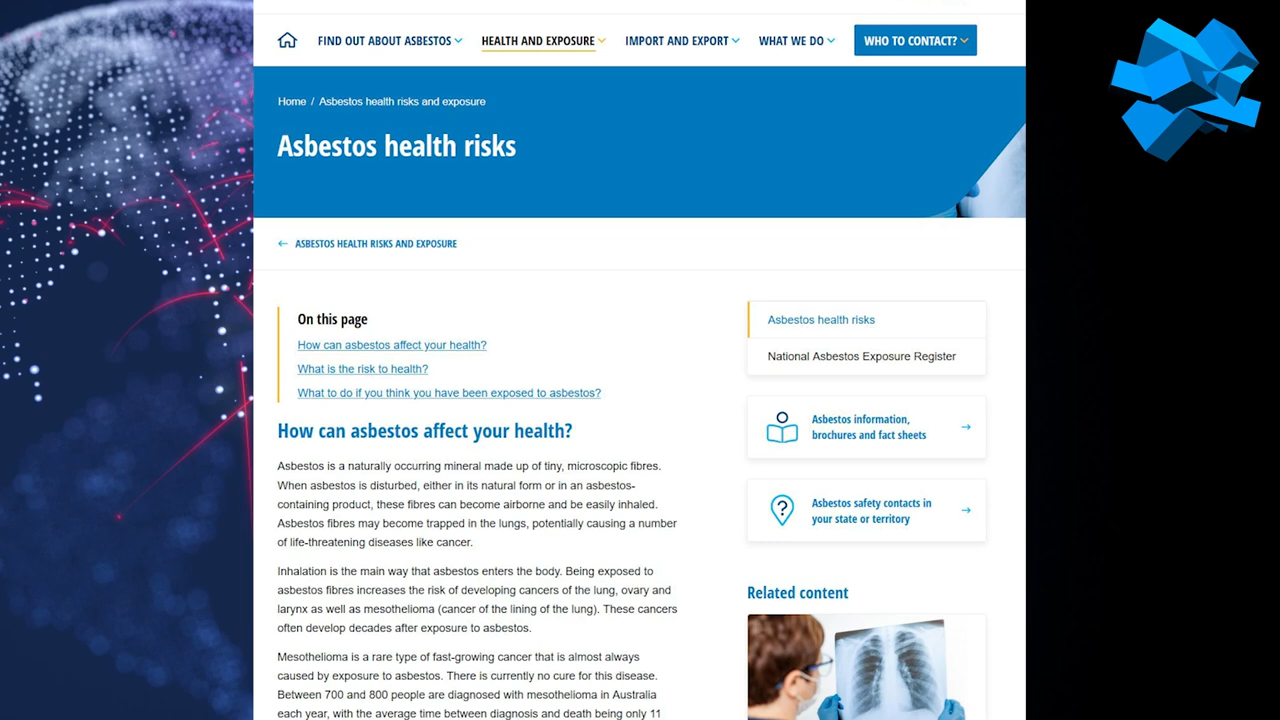 FIND OUT ABOUT ASBESTOS
HEALTH AND EXPOSURE
IMPORT AND EXPORT
WHAT WE DO
WHO TO CONTACT?
Home / Asbestos health risks and exposure
Asbestos health risks
ASBESTOS HEALTH RISKS AND EXPOSURE
On this page
How can asbestos affect your health?
What is the risk to health?
What to do if you think you have been exposed to asbestos?
How can asbestos affect your health?
Asbestos is a naturally occurring mineral made up of tiny, microscopic fibres.
When asbestos is disturbed, either in its natural form or in an asbestos-
containing product, these fibres can become airborne and be easily inhaled.
Asbestos fibres may become trapped in the lungs, potentially causing a number
of life-threatening diseases like cancer.
Inhalation is the main way that asbestos enters the body. Being exposed to
asbestos fibres increases the risk of developing cancers of the lung, ovary and
larynx as well as mesothelioma (cancer of the lining of the lung). These cancers
often develop decades after exposure to asbestos.
Mesothelioma is a rare type of fast-growing cancer that is almost always
caused by exposure to asbestos. There is currently no cure for this disease.
Between 700 and 800 people are diagnosed with mesothelioma in Australia
each year, with the average time between diagnosis and death being only 11
Asbestos health risks
National Asbestos Exposure Register
Asbestos information,
brochures and fact sheets
Asbestos safety contacts in
your state or territory
Related content